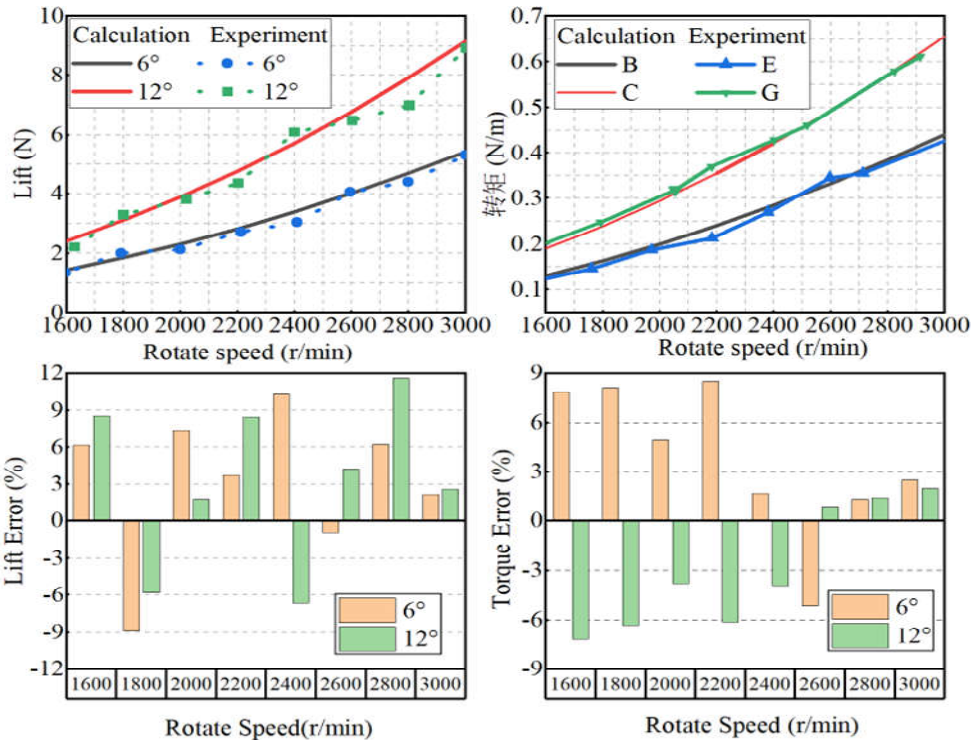 10
8
6
4
2
0
Lift (N)
Calculation Experiment
6° 6°
12° 12°
1600 1800 2000 2200 2400 2600 2800 3000
Rotate speed (r/min)
0.7
0.6
0.5
0.4
0.3
0.2
0.1
转矩 (N/m)
Calculation Experiment
B E
C G
1600 1800 2000 2200 2400 2600 2800 3000
Rotate speed (r/min)
12
9
6
3
0
-3
-6
-9
-12
Lift Error (%)
6°
12°
1600 1800 2000 2200 2400 2600 2800 3000
Rotate Speed(r/min)
9
6
3
0
-3
-6
-9
Torque Error (%)
6°
12°
1600 1800 2000 2200 2400 2600 2800 3000
Rotate Speed (r/min)